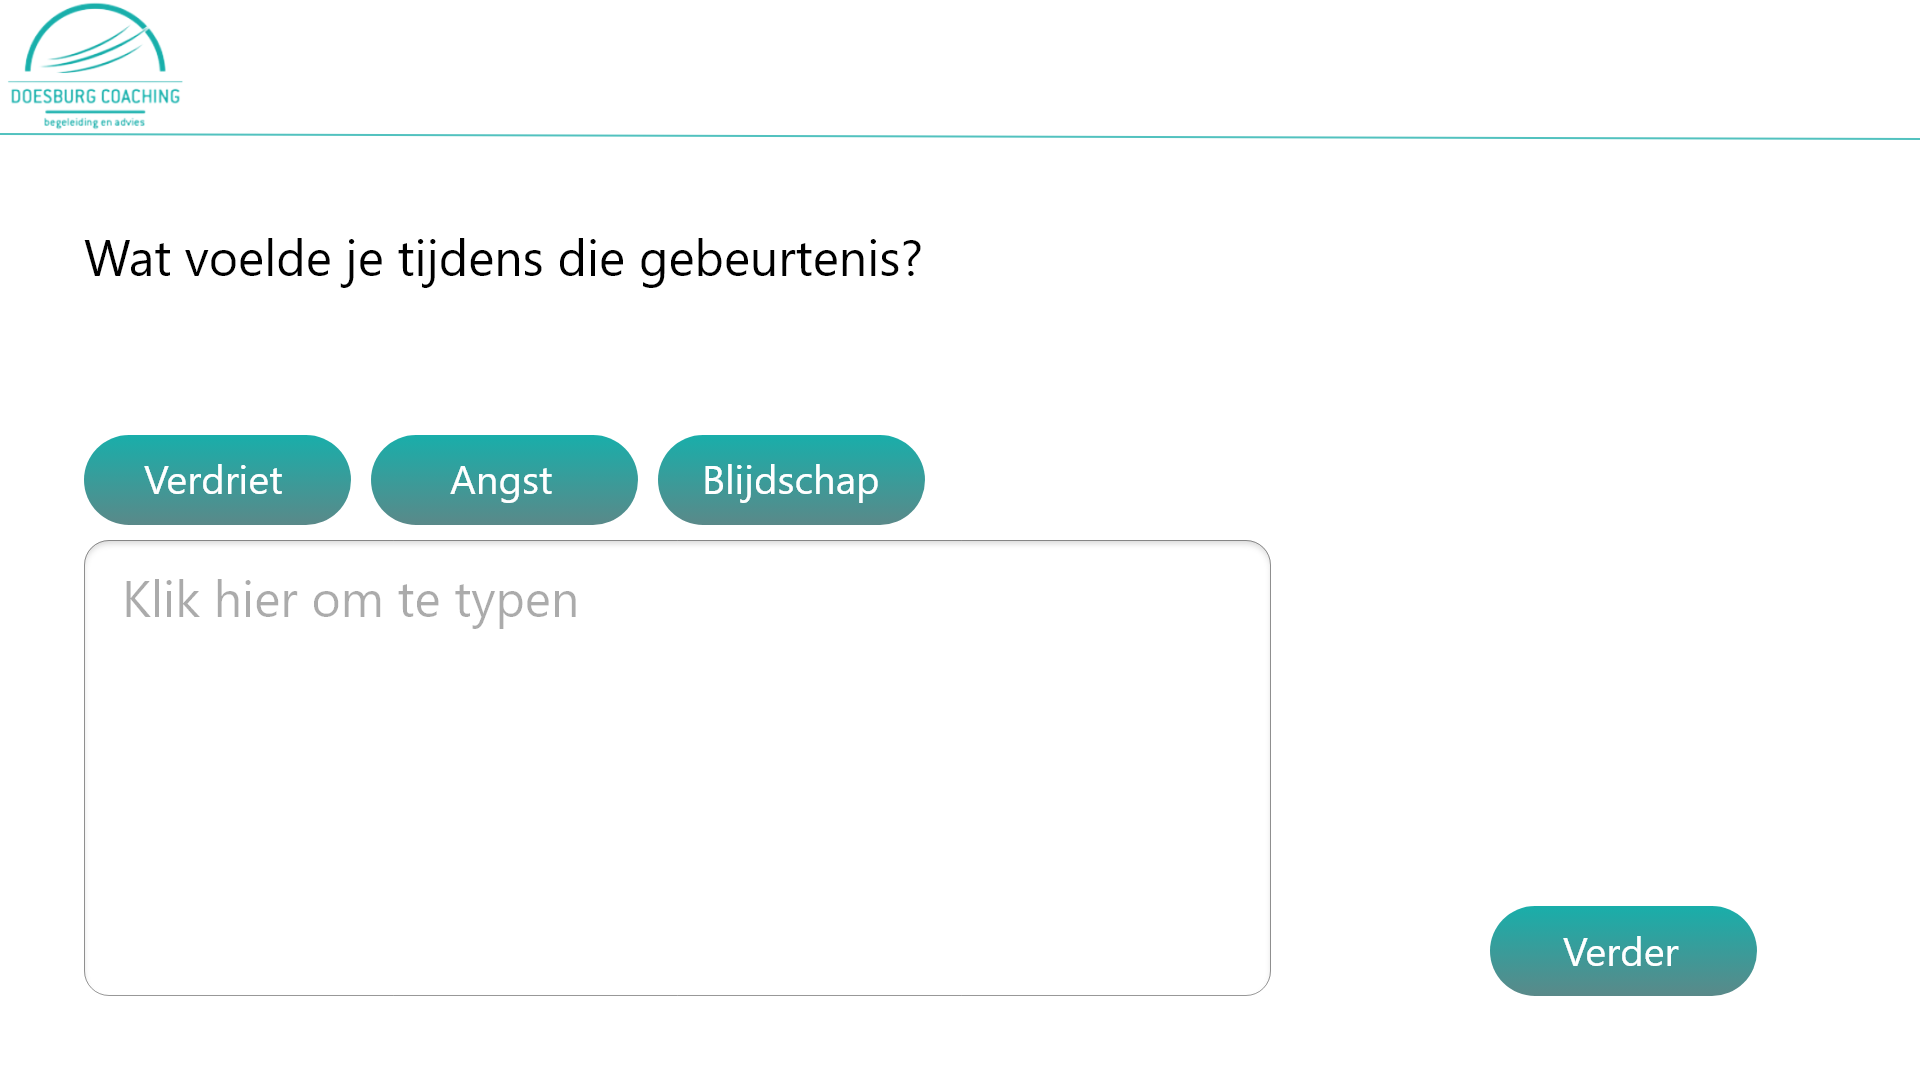 DOESBURG COACHING
begeleiding en advies
Wat voelde je tijdens die gebeurtenis?
Verdriet Angst Blijdschap
Klik hier om te typen
Verder